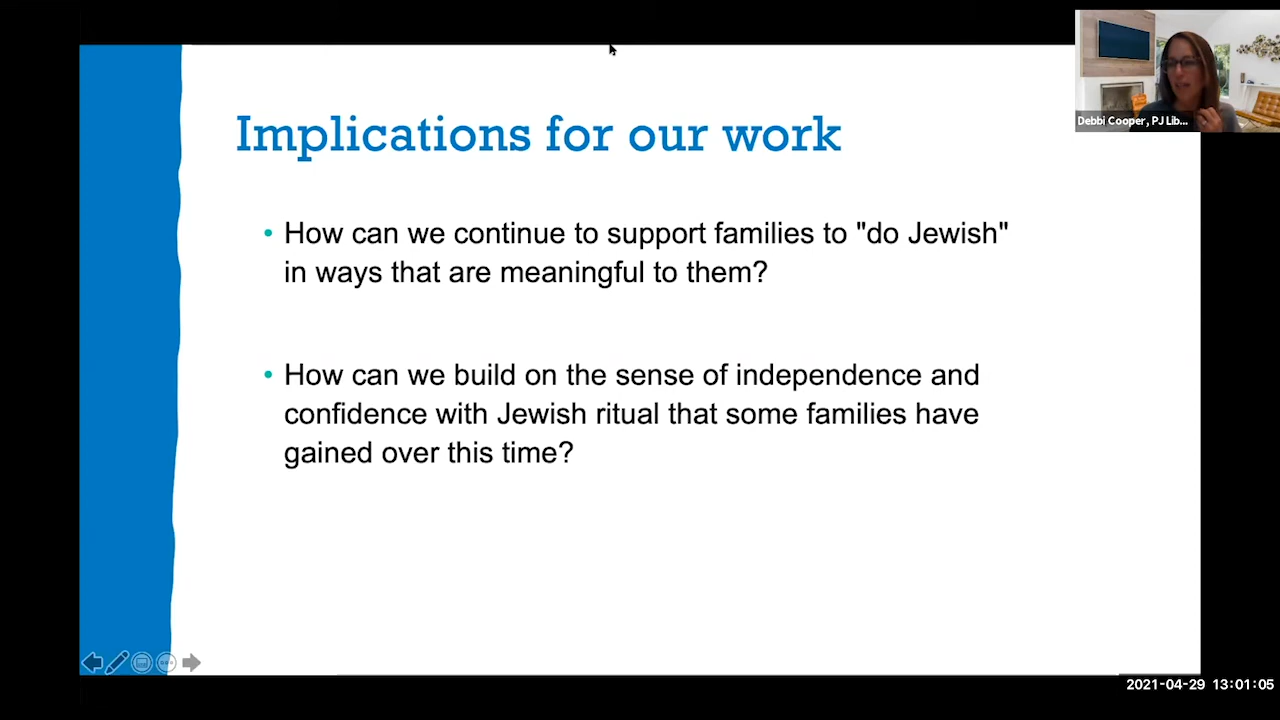 Implications for our work
• How can we continue to support families to "do Jewish"
in ways that are meaningful to them?
• How can we build on the sense of independence and
confidence with Jewish ritual that some families have
gained over this time?
Debbi Cooper, PJ Lib...
2021-04-29 13:01:05